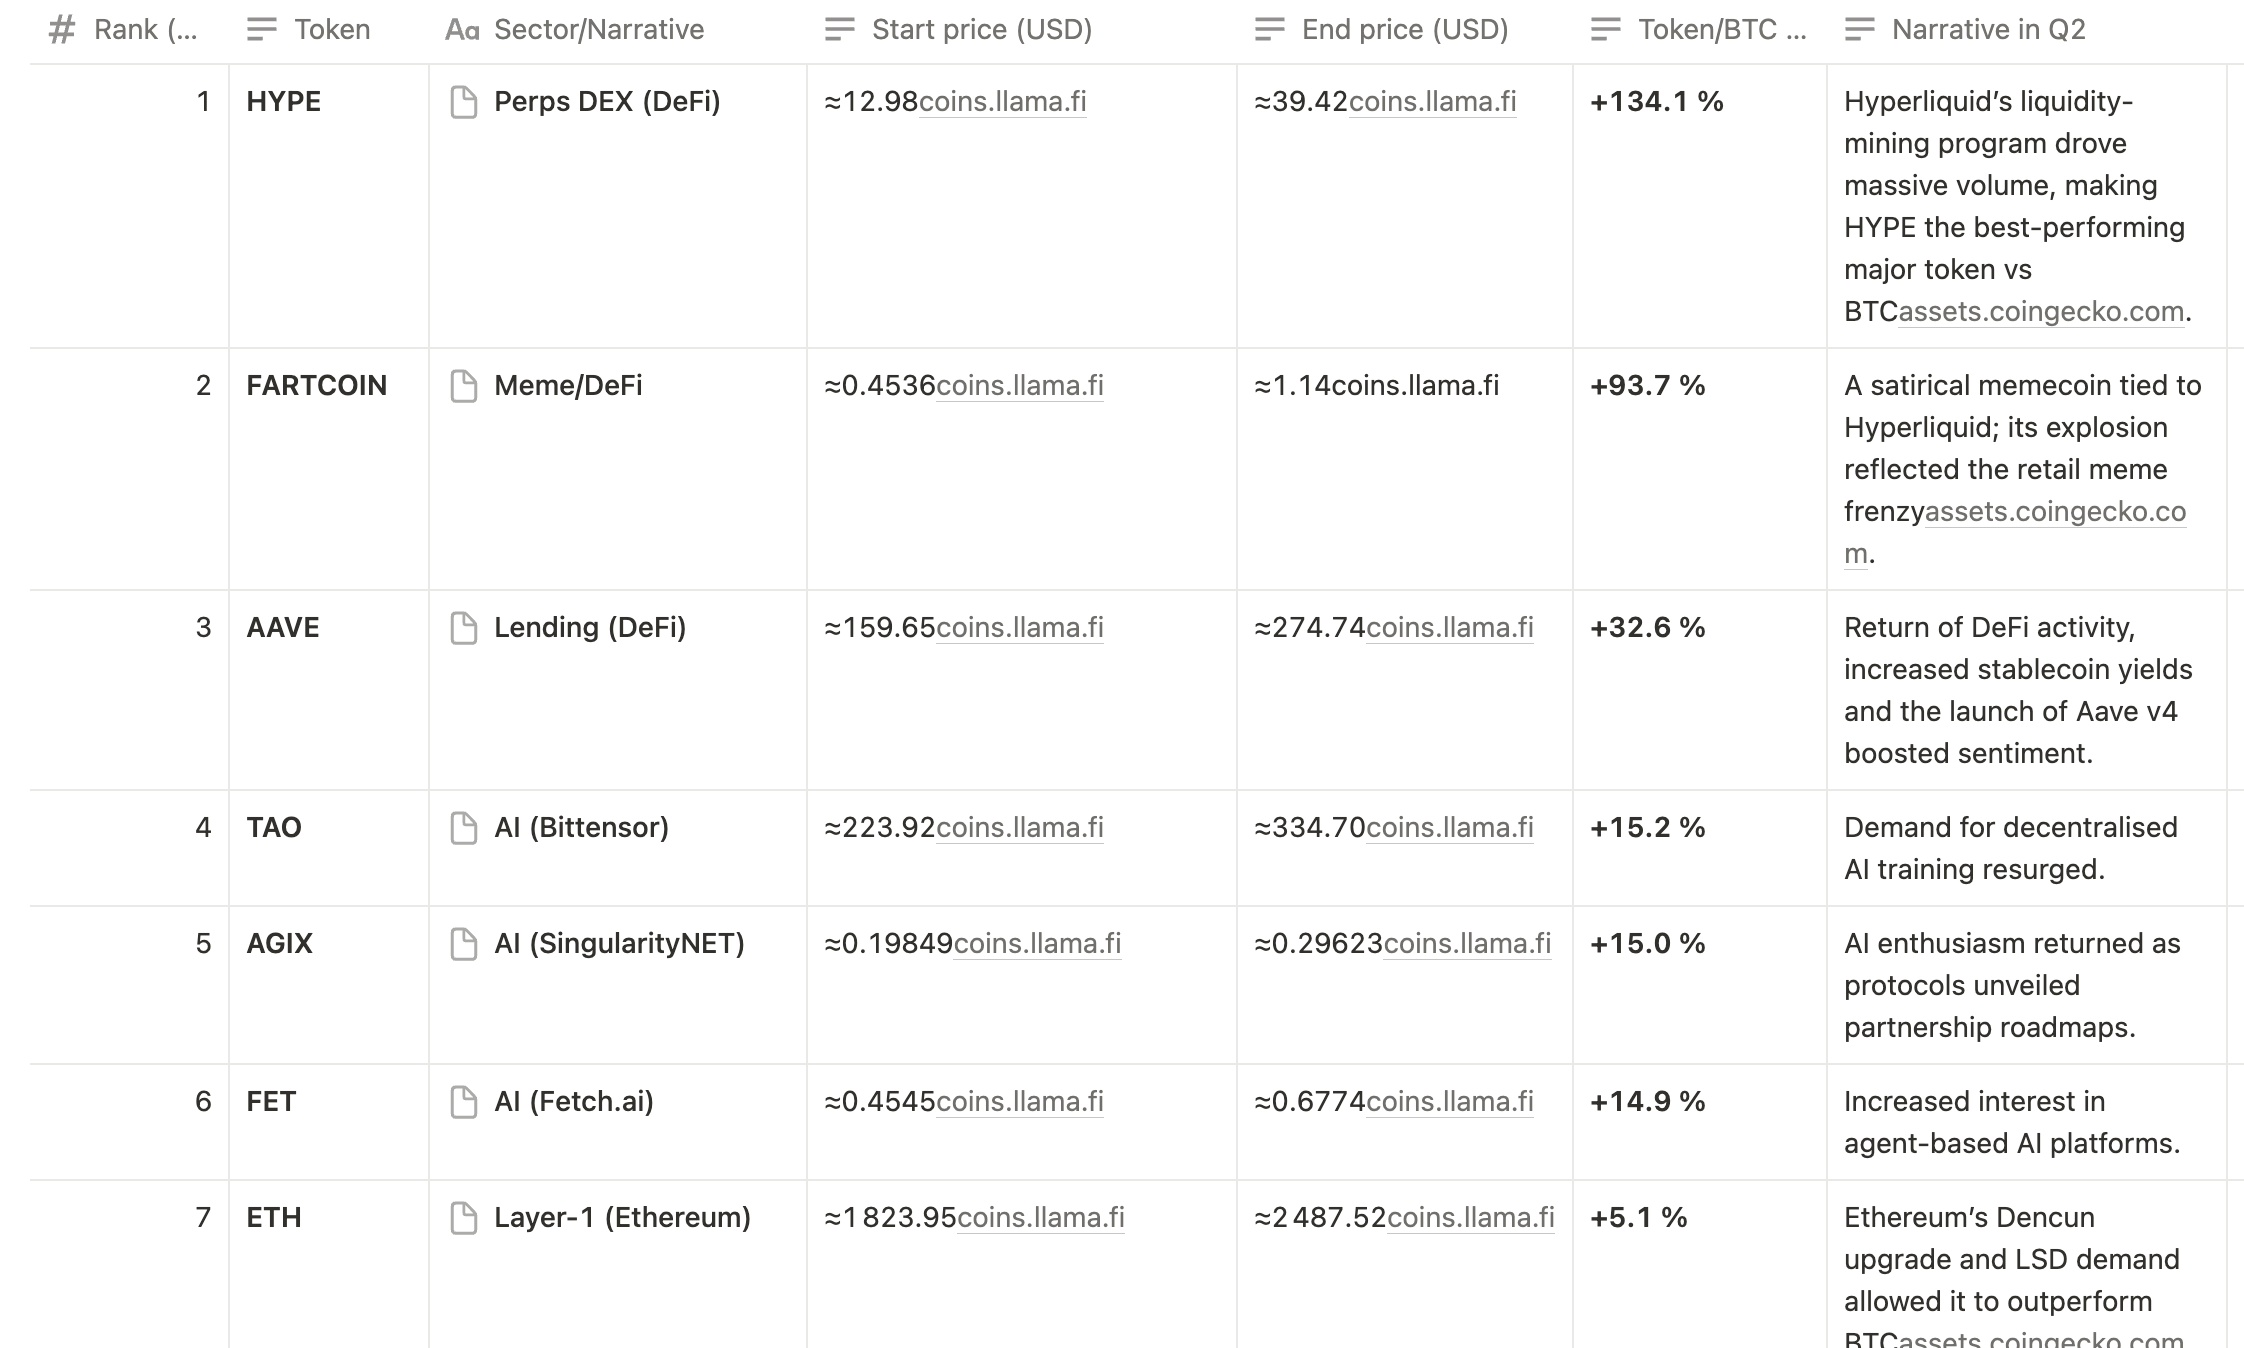 Rank (...
Token
Aa Sector/Narrative
Start price (USD)
End price (USD)
Token/BTC ...
Narrative in Q2
1
HYPE
Perps DEX (DeFi)
≈12.98coins.llama.fi
≈39.42coins.llama.fi
+134.1 %
Hyperliquid’s liquidity-
mining program drove
massive volume, making
HYPE the best-performing
major token vs
BTCassets.coingecko.com.
2
FARTCOIN
Meme/DeFi
≈0.4536coins.llama.fi
≈1.14coins.llama.fi
+93.7 %
A satirical memecoin tied to
Hyperliquid; its explosion
reflected the retail meme
frenzyassets.coingecko.co
m.
3
AAVE
Lending (DeFi)
≈159.65coins.llama.fi
≈274.74coins.llama.fi
+32.6 %
Return of DeFi activity,
increased stablecoin yields
and the launch of Aave v4
boosted sentiment.
4
TAO
AI (Bittensor)
≈223.92coins.llama.fi
≈334.70coins.llama.fi
+15.2 %
Demand for decentralised
AI training resurged.
5
AGIX
AI (SingularityNET)
≈0.19849coins.llama.fi
≈0.29623coins.llama.fi
+15.0 %
AI enthusiasm returned as
protocols unveiled
partnership roadmaps.
6
FET
AI (Fetch.ai)
≈0.4545coins.llama.fi
≈0.6774coins.llama.fi
+14.9 %
Increased interest in
agent-based AI platforms.
7
ETH
Layer-1 (Ethereum)
≈1 823.95coins.llama.fi
≈2 487.52coins.llama.fi
+5.1 %
Ethereum’s Dencun
upgrade and LSD demand
allowed it to outperform
BTCassets.coingecko.com